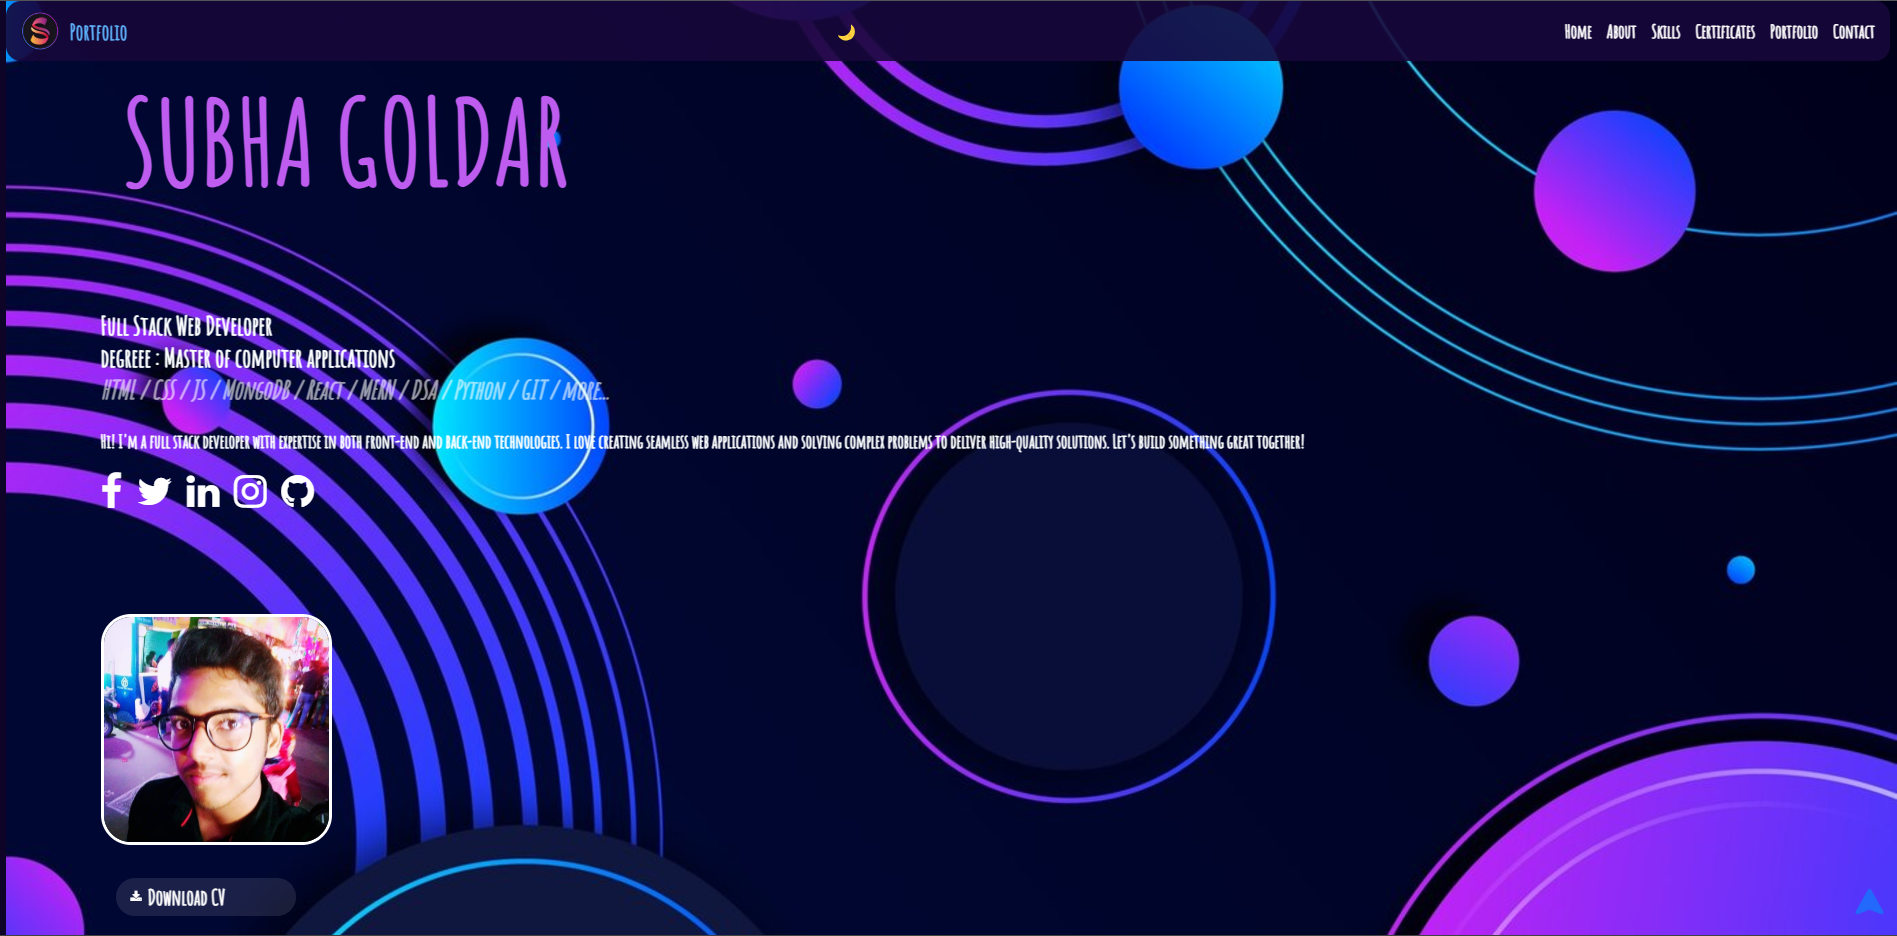 Portfolio
Home About Skills Certificates Portfolio Contact
SUBHA GOLDAR
Full Stack Web Developer
degreee : Master of computer applications
HTML / CSS / JS / MongoDB / React / MERN / DSA / Python / GIT / more...
Hi! I'm a full stack developer with expertise in both front-end and back-end technologies. I love creating seamless web applications and solving complex problems to deliver high-quality solutions. Let's build something great together!
Download CV